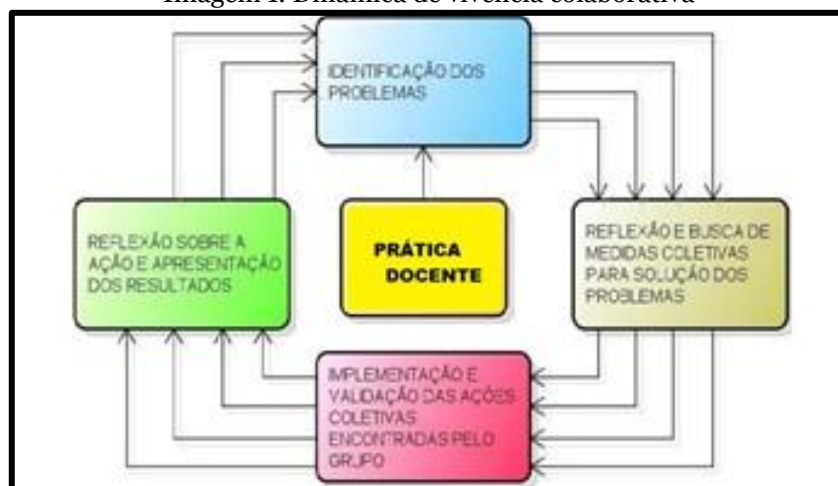 Imagem 1: Dinâmica de vivência colaborativa
IDENTIFICAÇÃO DOS
PROBLEMAS
REFLEXÃO SOBRE A
AÇÃO E APRESENTAÇÃO
DOS RESULTADOS
PRÁTICA
DOCENTE
REFLEXÃO E BUSCA DE
MEDIDAS COLETIVAS
PARA SOLUÇÃO DOS
PROBLEMAS
IMPLEMENTAÇÃO E
VALIDAÇÃO DAS AÇÕES
COLETIVAS
ENCONTRADAS PELO
GRUPO